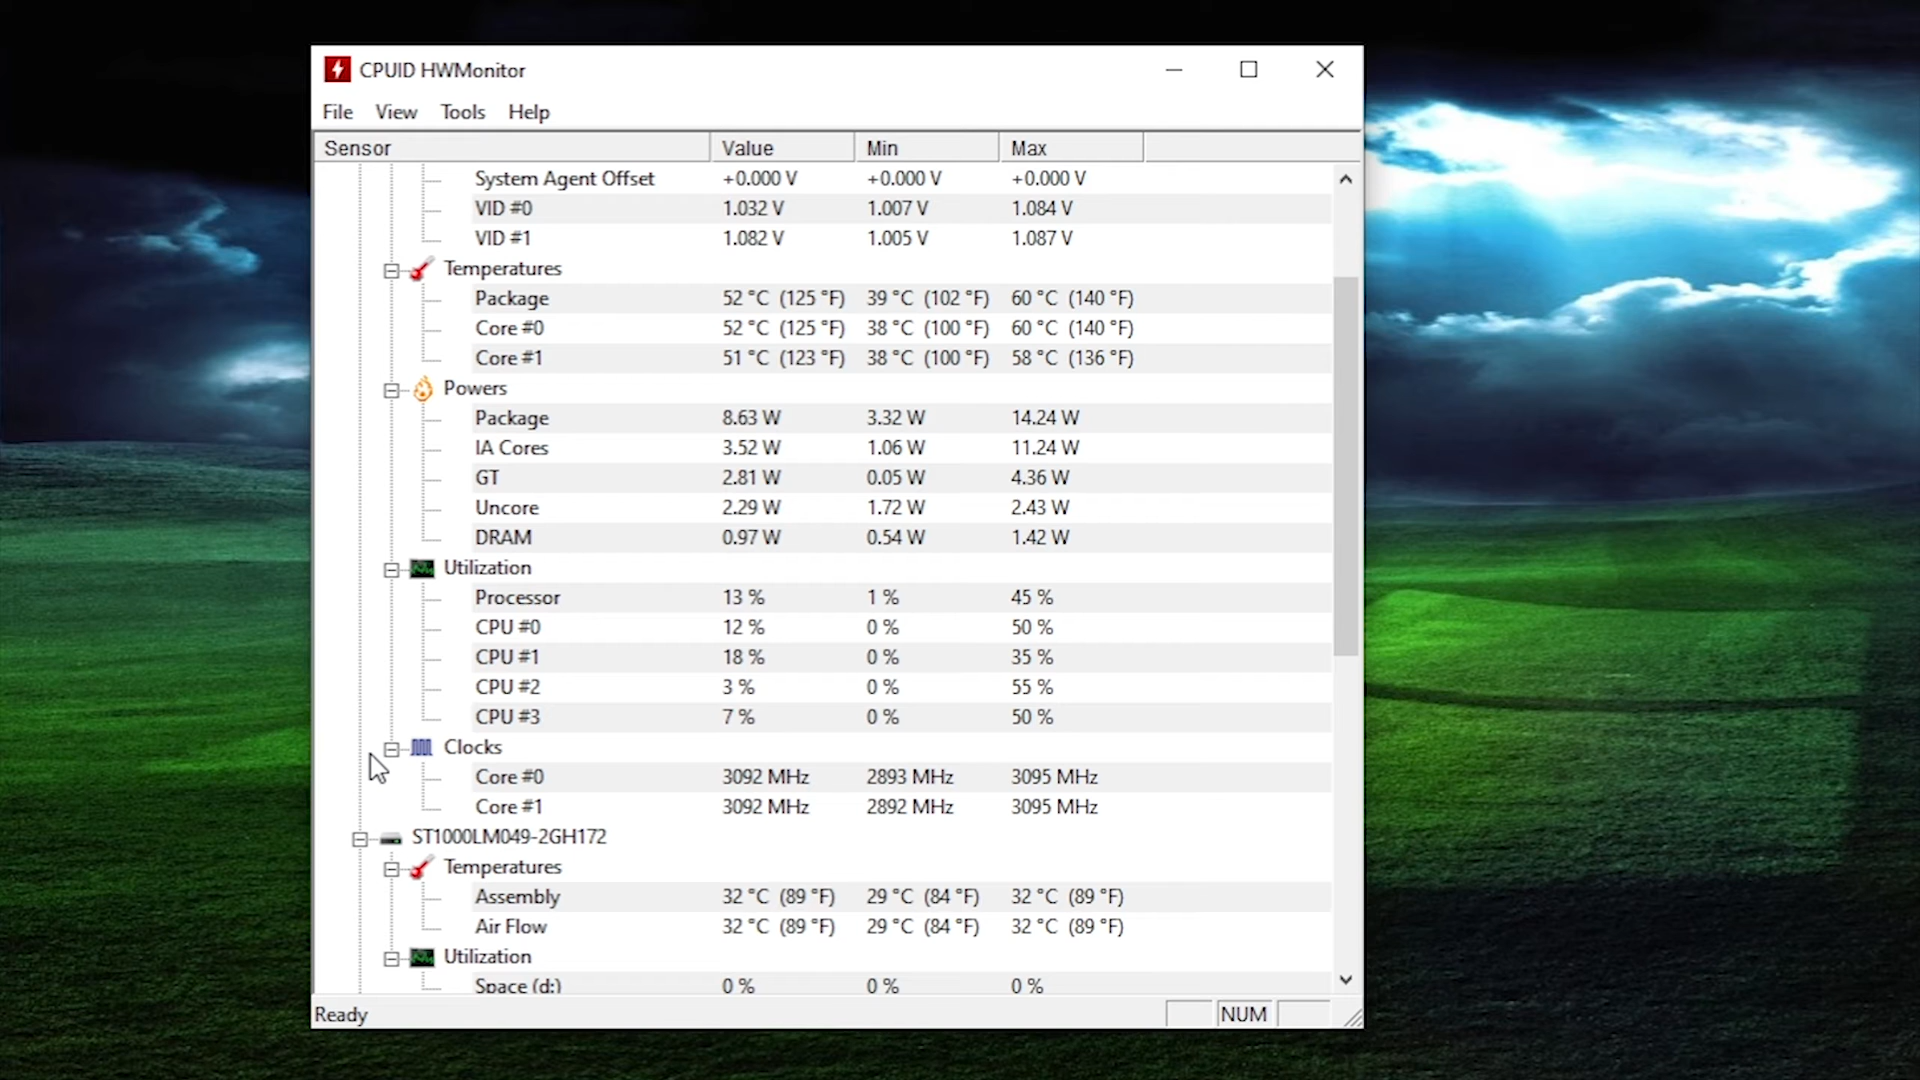 CPUID HWMonitor
File View Tools Help
Sensor Value Min Max
System Agent Offset +0.000 V +0.000 V +0.000 V
VID #0 1.032 V 1.007 V 1.084 V
VID #1 1.082 V 1.005 V 1.087 V
Temperatures
Package 52 °C (125 °F) 39 °C (102 °F) 60 °C (140 °F)
Core #0 52 °C (125 °F) 38 °C (100 °F) 60 °C (140 °F)
Core #1 51 °C (123 °F) 38 °C (100 °F) 58 °C (136 °F)
Powers
Package 8.63 W 3.32 W 14.24 W
IA Cores 3.52 W 1.06 W 11.24 W
GT 2.81 W 0.05 W 4.36 W
Uncore 2.29 W 1.72 W 2.43 W
DRAM 0.97 W 0.54 W 1.42 W
Utilization
Processor 13 % 1 % 45 %
CPU #0 12 % 0 % 50 %
CPU #1 18 % 0 % 35 %
CPU #2 3 % 0 % 55 %
CPU #3 7 % 0 % 50 %
Clocks
Core #0 3092 MHz 2893 MHz 3095 MHz
Core #1 3092 MHz 2892 MHz 3095 MHz
ST1000LM049-2GH172
Temperatures
Assembly 32 °C (89 °F) 29 °C (84 °F) 32 °C (89 °F)
Air Flow 32 °C (89 °F) 29 °C (84 °F) 32 °C (89 °F)
Utilization
Space (d:) 0 % 0 % 0 %
Ready NUM